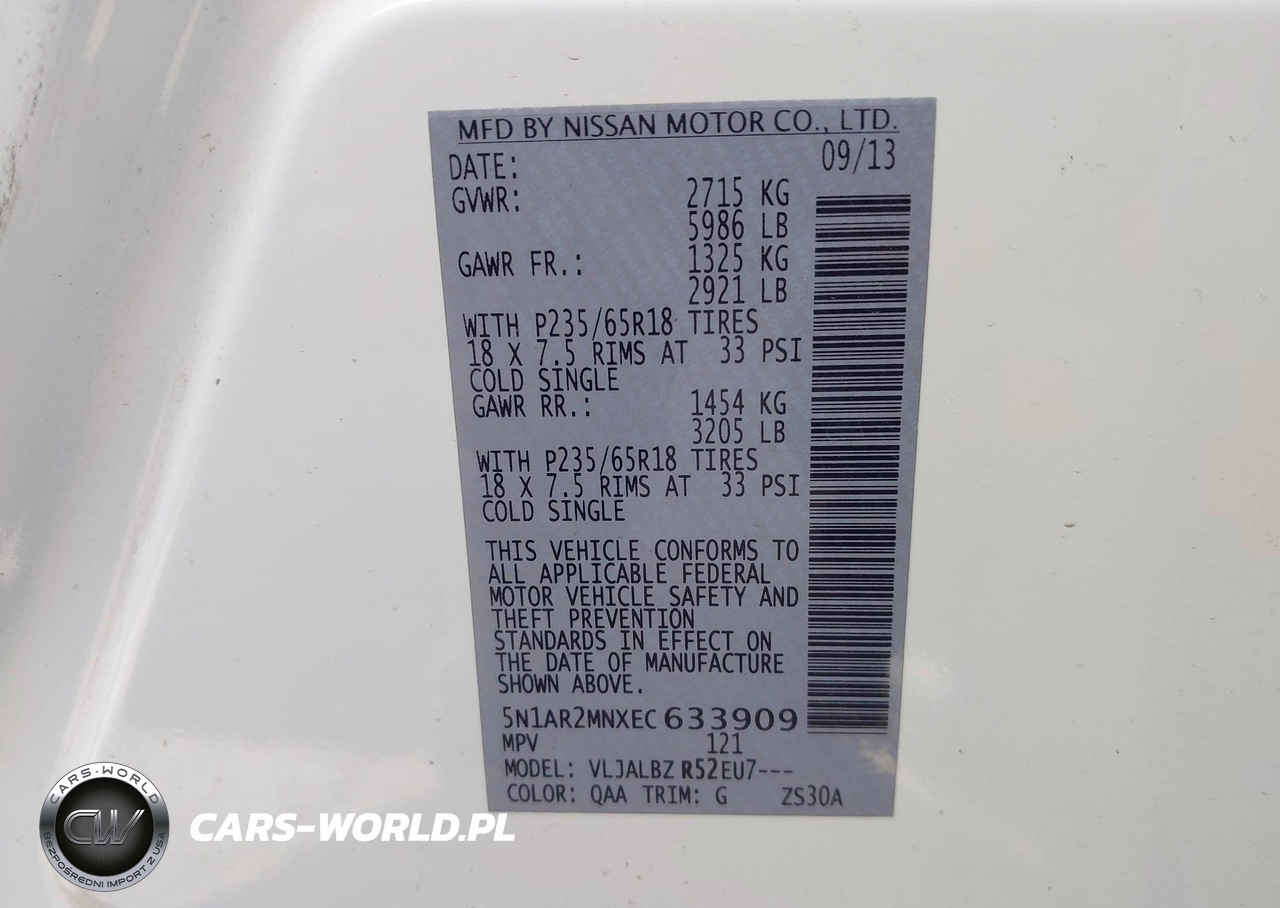 MFD BY NISSAN MOTOR CO., LTD.
DATE: 09/13
GVWR: 2715 KG
5986 LB
GAWR FR.: 1325 KG
2921 LB
WITH P235/65R18 TIRES
18 X 7.5 RIMS AT 33 PSI
COLD SINGLE
GAWR RR.: 1454 KG
3205 LB
WITH P235/65R18 TIRES
18 X 7.5 RIMS AT 33 PSI
COLD SINGLE
THIS VEHICLE CONFORMS TO
ALL APPLICABLE FEDERAL
MOTOR VEHICLE SAFETY AND
THEFT PREVENTION
STANDARDS IN EFFECT ON
THE DATE OF MANUFACTURE
SHOWN ABOVE.
5N1AR2MNXEC633909
MPV 121
MODEL: VLJALBZ R52EU7---
COLOR: QAA TRIM: G ZS30A
CARS-WORLD
CW
BEZPOŚREDNI IMPORT Z USA
CARS-WORLD.PL